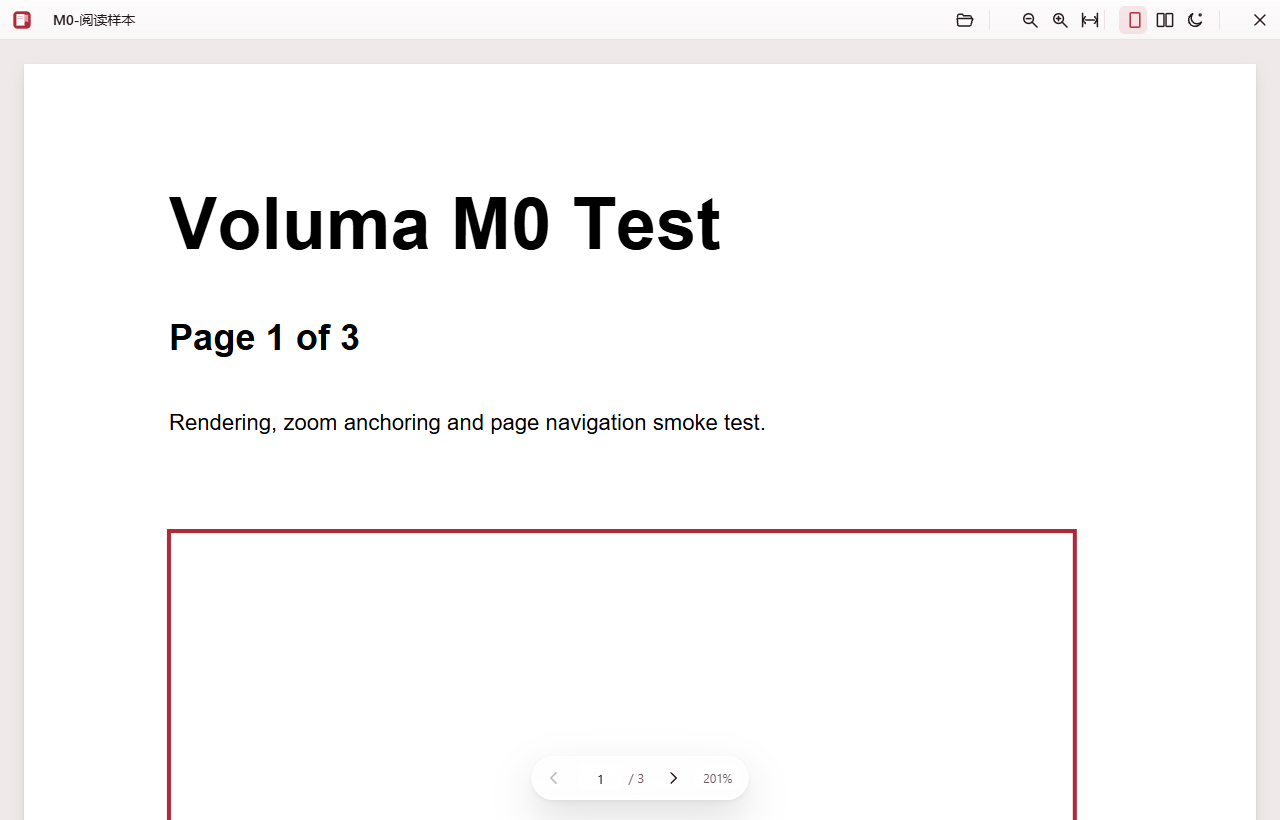 M0-阅读样本
Voluma M0 Test
Page 1 of 3
Rendering, zoom anchoring and page navigation smoke test.
1 / 3 201%